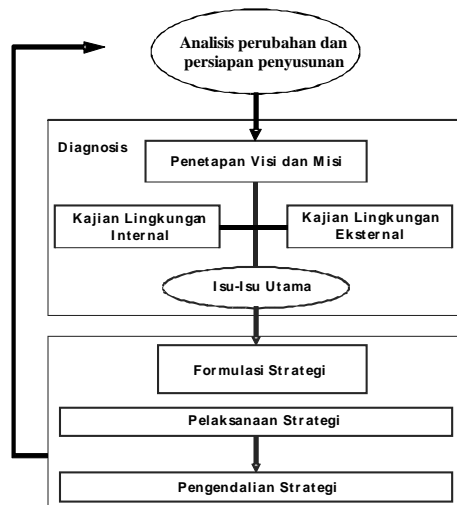 Analisis perubahan dan
persiapan penyusunan
Diagnosis
Penetapan Visi dan Misi
Kajian Lingkungan
Internal
Kajian Lingkungan
Eksternal
Isu-Isu Utama
Formulasi Strategi
Pelaksanaan Strategi
Pengendalian Strategi